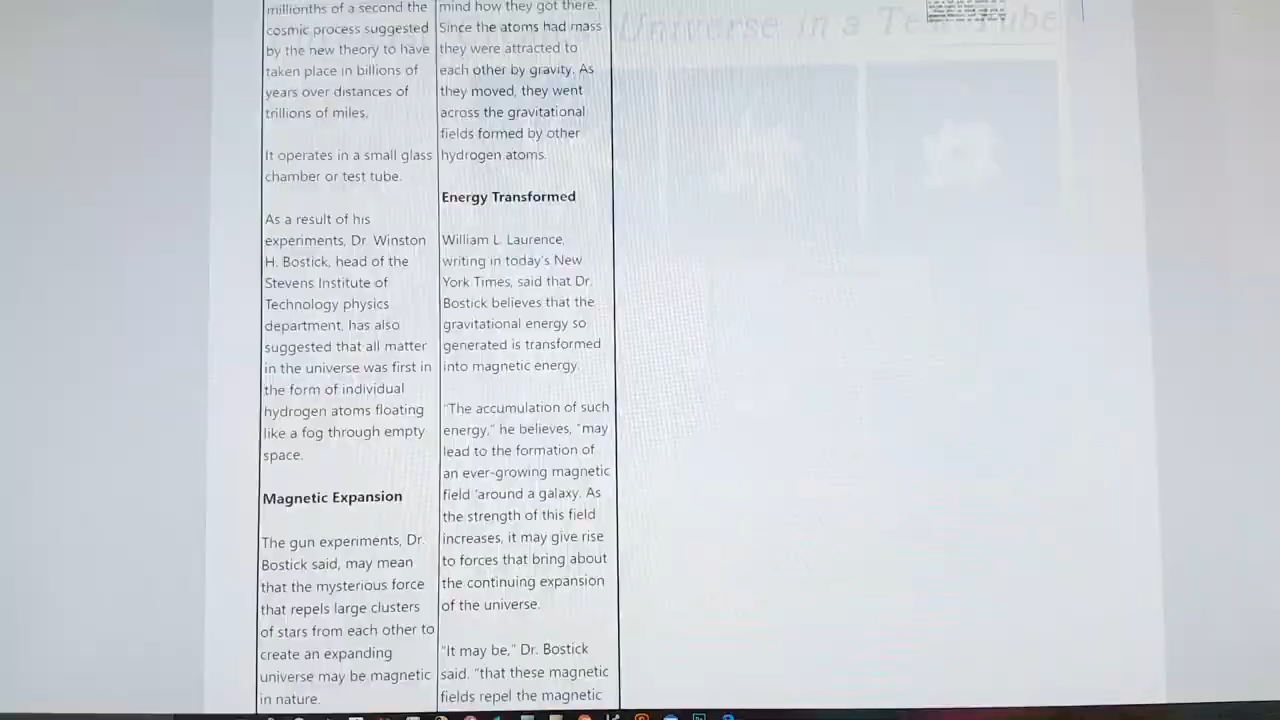 millionths of a second the
cosmic process suggested
by his new theory to have
taken place in billions of
years over distances of
trillions of miles.
It operates in a small glass
chamber or test tube.
As a result of his
experiments, Dr. Winston
H. Bostick, head of the
Stevens Institute of
Technology physics
department, has also
suggested that all matter
in the universe was first in
the form of individual
hydrogen atoms floating
like a fog through empty
space.
Magnetic Expansion
The gun experiments, Dr.
Bostick said, may mean
that the mysterious force
that repels large clusters
of stars from each other to
create an expanding
universe may be magnetic
in nature.
mind how they got there.
Since the atoms had mass
they were attracted to
each other by gravity. As
they moved, they went
across the gravitational
fields formed by other
hydrogen atoms.
Energy Transformed
William L. Laurence,
writing in today's New
York Times, said that Dr.
Bostick believes that the
gravitational energy so
generated is transformed
into magnetic energy.
"The accumulation of such
energy," he believes, "may
lead to the formation of
an ever-growing magnetic
field 'around a galaxy. As
the strength of this field
increases, it may give rise
to forces that bring about
the continuing expansion
of the universe.
"It may be," Dr. Bostick
said. "that these magnetic
fields repel the magnetic
Universe in a Test Tube